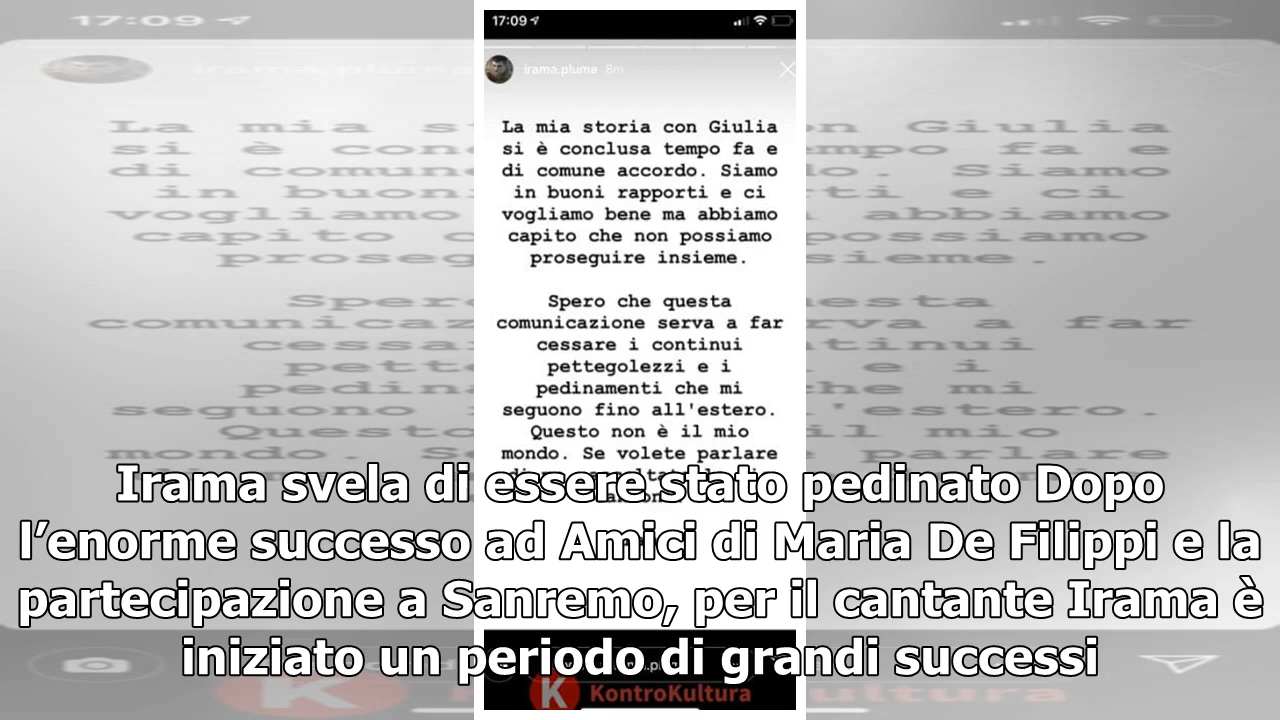 17:09
irama.plume 8m
La mia storia con Giulia
si è conclusa tempo fa e
di comune accordo. Siamo
in buoni rapporti e ci
vogliamo bene ma abbiamo
capito che non possiamo
proseguire insieme.
Spero che questa
comunicazione serva a far
cessare i continui
pettegolezzi e i
pedinamenti che mi
seguono fino all'estero.
Questo non è il mio
mondo. Se volete parlare
Irama svela di essere stato pedinato Dopo
l’enorme successo ad Amici di Maria De Filippi e la
partecipazione a Sanremo, per il cantante Irama è
iniziato un periodo di grandi successi
K KontroKultura